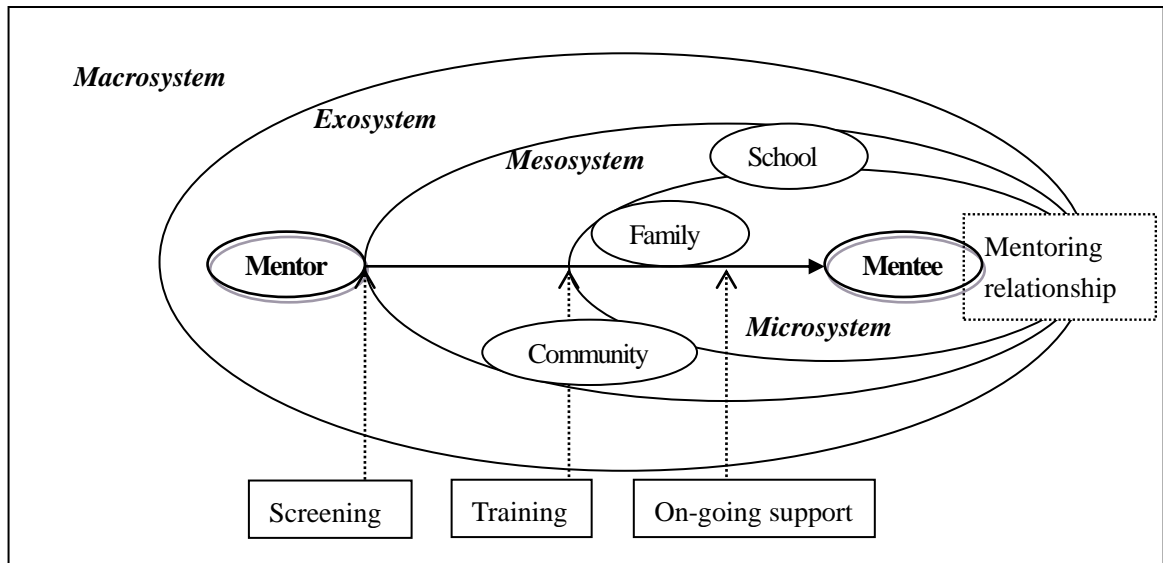 Macrosystem
Exosystem
Mesosystem
School
Family
Mentor
Mentee
Mentoring
relationship
Microsystem
Community
Screening
Training
On-going support